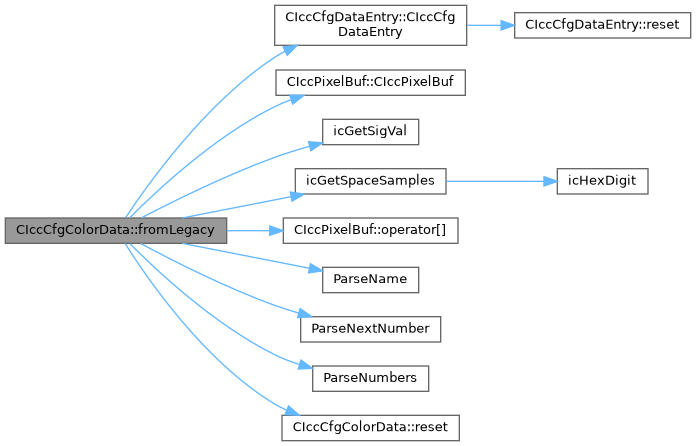 CIccCfgDataEntry::CIccCfg
DataEntry
CIccCfgDataEntry::reset
CIccPixelBuf::CIccPixelBuf
icGetSigVal
icGetSpaceSamples
icHexDigit
CIccCfgColorData::fromLegacy
CIccPixelBuf::operator[]
ParseName
ParseNextNumber
ParseNumbers
CIccCfgColorData::reset